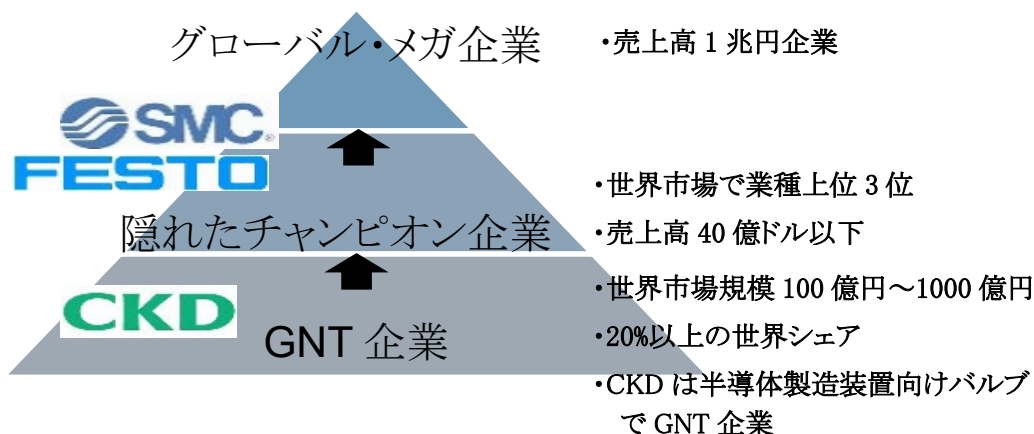 グローバル・メガ企業
・売上高 1 兆円企業
SMC
FESTO
・世界市場で業種上位 3 位
隠れたチャンピオン企業
・売上高 40 億ドル以下
・世界市場規模 100 億円～1000 億円
CKD
GNT 企業
・20%以上の世界シェア
・CKD は半導体製造装置向けバルブ
で GNT 企業